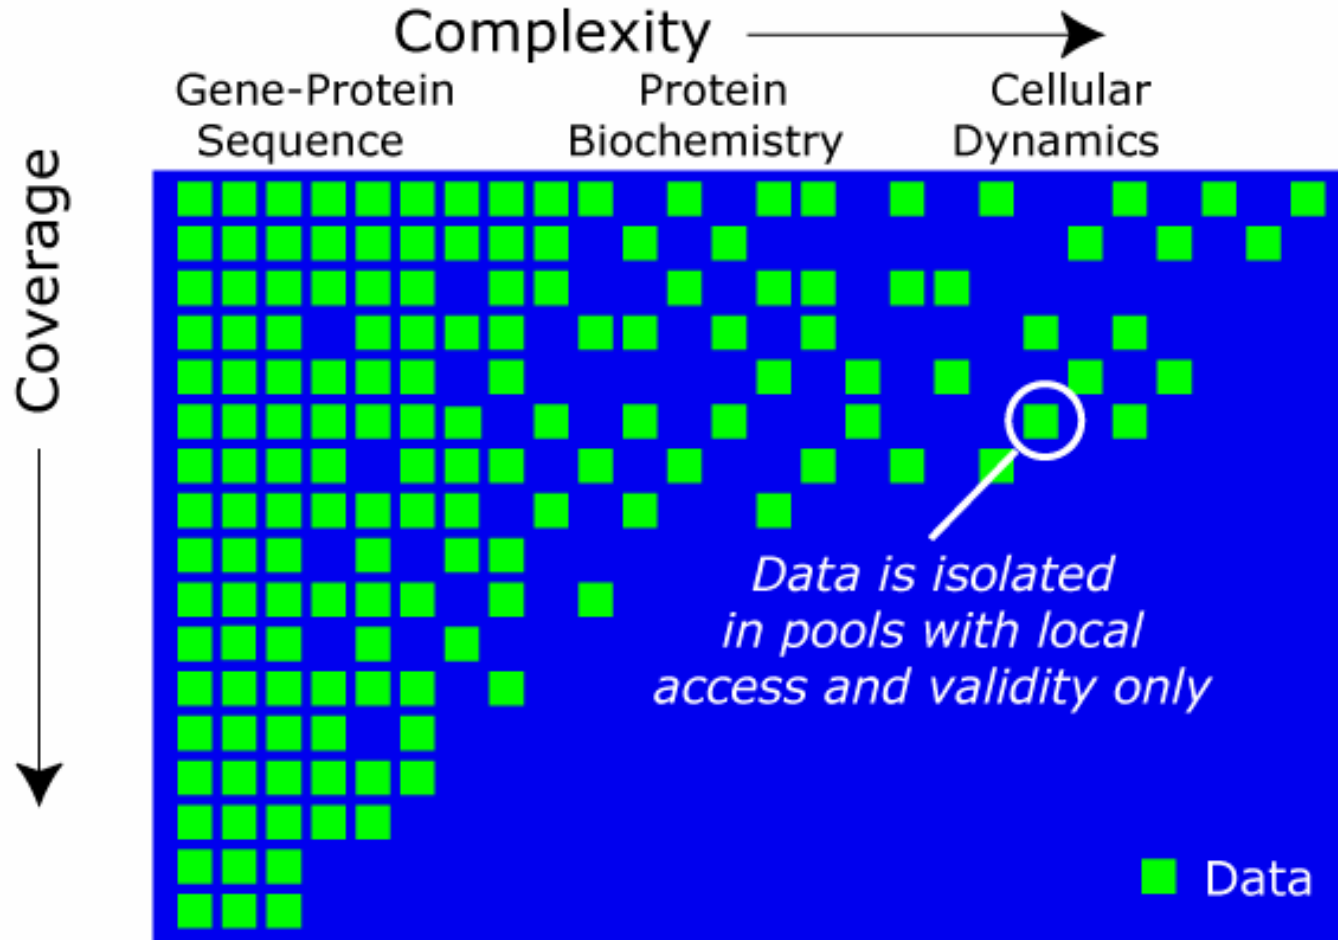 Complexity
Gene-Protein
Sequence
Protein
Biochemistry
Cellular
Dynamics
Coverage
Data is isolated
in pools with local
access and validity only
Data